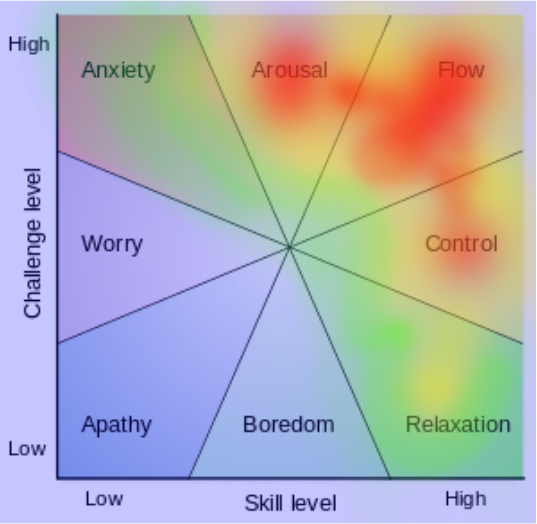 High
Anxiety
Arousal
Flow
Challenge level
Worry
Control
Apathy
Boredom
Relaxation
Low
Low
Skill level
High